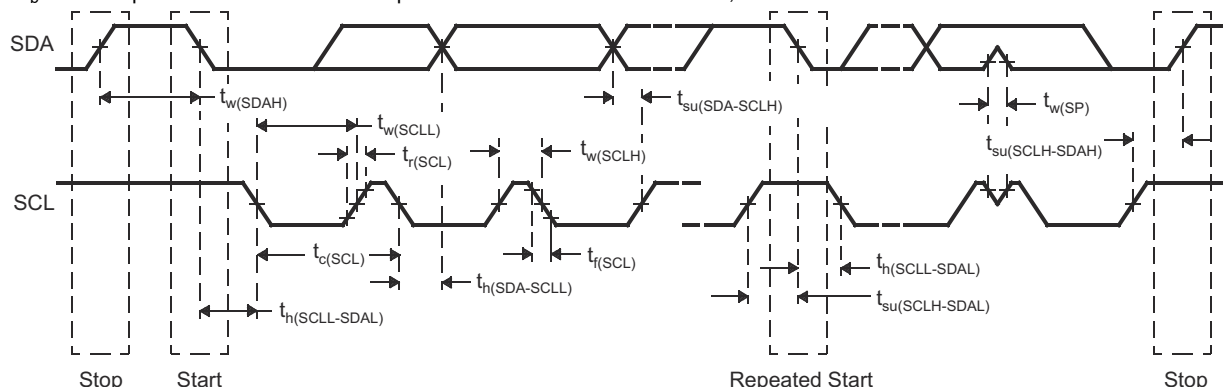 SDA
tw(SDAH)
tsu(SDA-SCLH)
tw(SP)
tw(SCLL)
tr(SCL)
tw(SCLH)
tsu(SCLH-SDAH)
SCL
tc(SCL)
tf(SCL)
th(SCLL-SDAL)
th(SDA-SCLL)
tsu(SCLH-SDAL)
th(SCLL-SDAL)
Stop Start Repeated Start Stop